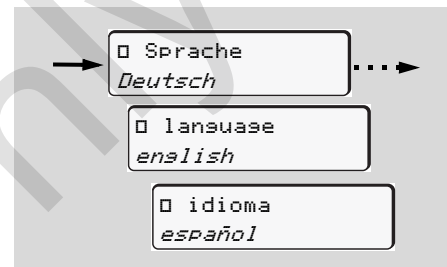 □ Sprache
Deutsch
□ language
english
□ idioma
español